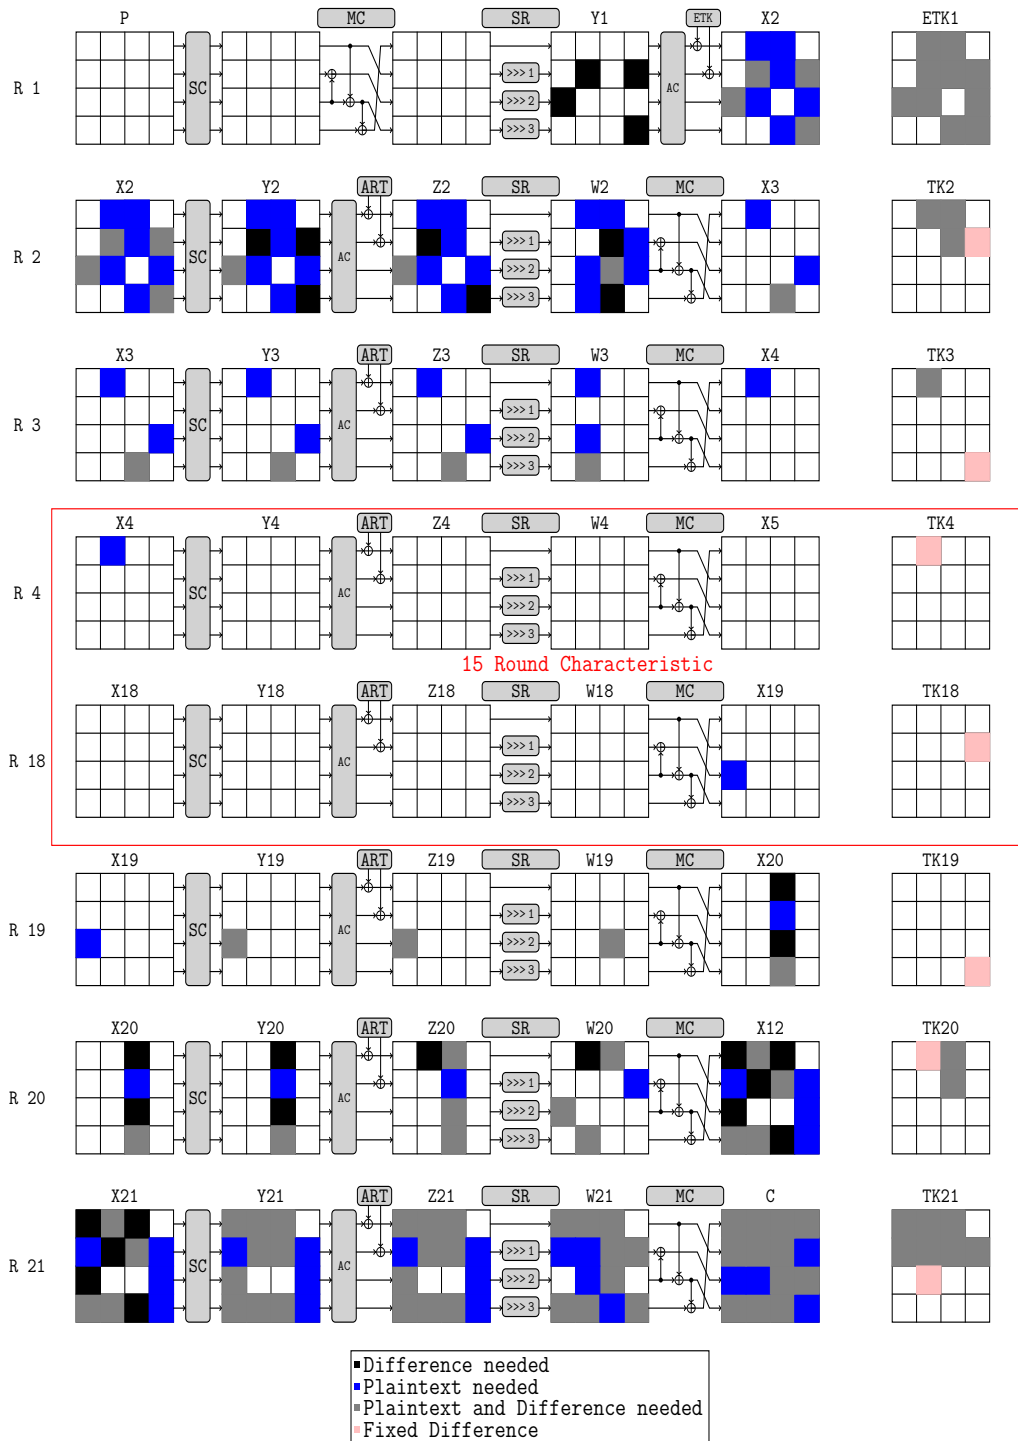 P MC SR Y1 ETK X2 ETK1
R 1 SC >>> 1 >>> 2 >>> 3 AC
X2 Y2 ART Z2 SR W2 MC X3 TK2
R 2 SC AC >>> 1 >>> 2 >>> 3
X3 Y3 ART Z3 SR W3 MC X4 TK3
R 3 SC AC >>> 1 >>> 2 >>> 3
X4 Y4 ART Z4 SR W4 MC X5 TK4
R 4 SC AC >>> 1 >>> 2 >>> 3
15 Round Characteristic
X18 Y18 ART Z18 SR W18 MC X19 TK18
R 18 SC AC >>> 1 >>> 2 >>> 3
X19 Y19 ART Z19 SR W19 MC X20 TK19
R 19 SC AC >>> 1 >>> 2 >>> 3
X20 Y20 ART Z20 SR W20 MC X12 TK20
R 20 SC AC >>> 1 >>> 2 >>> 3
X21 Y21 ART Z21 SR W21 MC C TK21
R 21 SC AC >>> 1 >>> 2 >>> 3
Difference needed
Plaintext needed
Plaintext and Difference needed
Fixed Difference